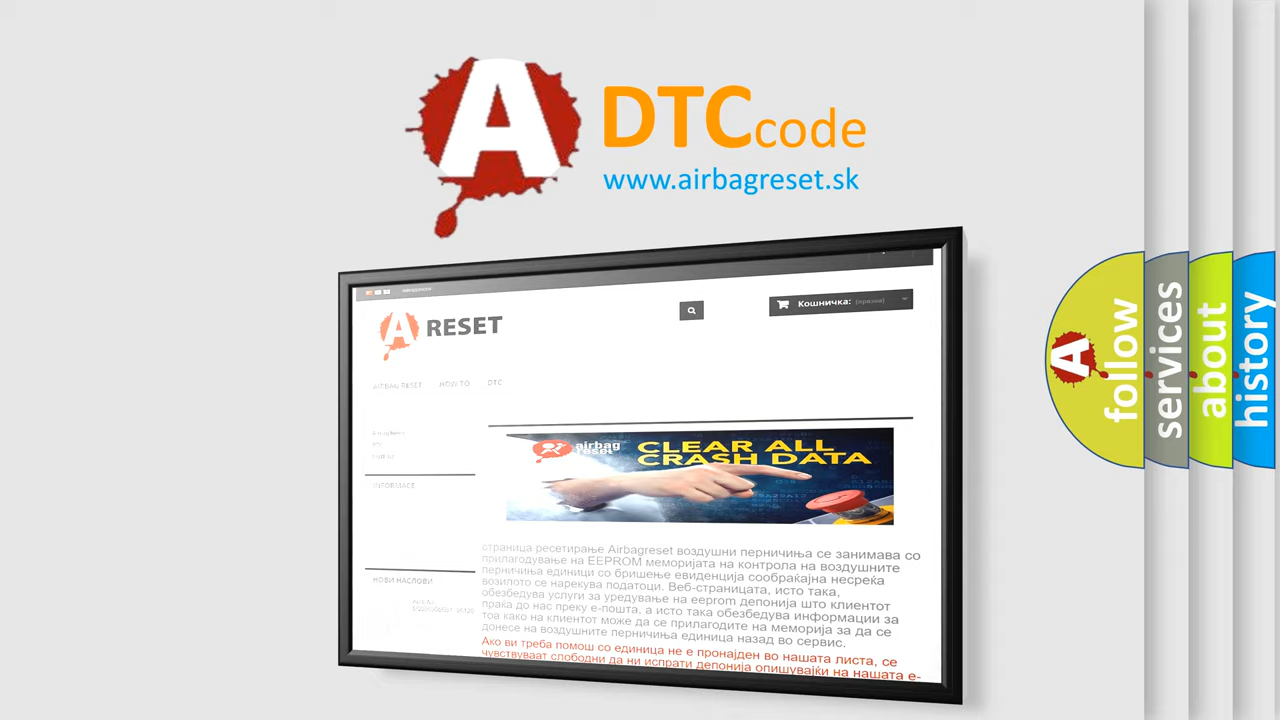 A
DTCcode
www.airbagreset.sk
A RESET
Кошничка: (празна)
AIRBAG RESET HOW TO DTC
airbag
reset
CLEAR ALL
CRASH DATA
INFORMACE
страница ресетирање Airbagreset воздушни перничиња се занимава со
прилагодување на EEPROM меморијата на контрола на воздушните
перничиња единици со бришење евиденција сообраќајна несреќа
возилото се нарекува податоци. Веб-страницата, исто така,
обезбедува услуги за уредување на eeprom депонија што клиентот
праќа до нас преку е-пошта, а исто така обезбедува информации за
тоа како на клиентот може да се прилагодите на меморија за да се
донесе на воздушните перничиња единица назад во сервис.
Ако ви треба помош со единица не е пронајден во нашата листа, се
чувствуваат слободни да ни испрати депонија опишувајќи на нашата е-
НОВИ НАСЛОВИ
A
follow
services
about
history